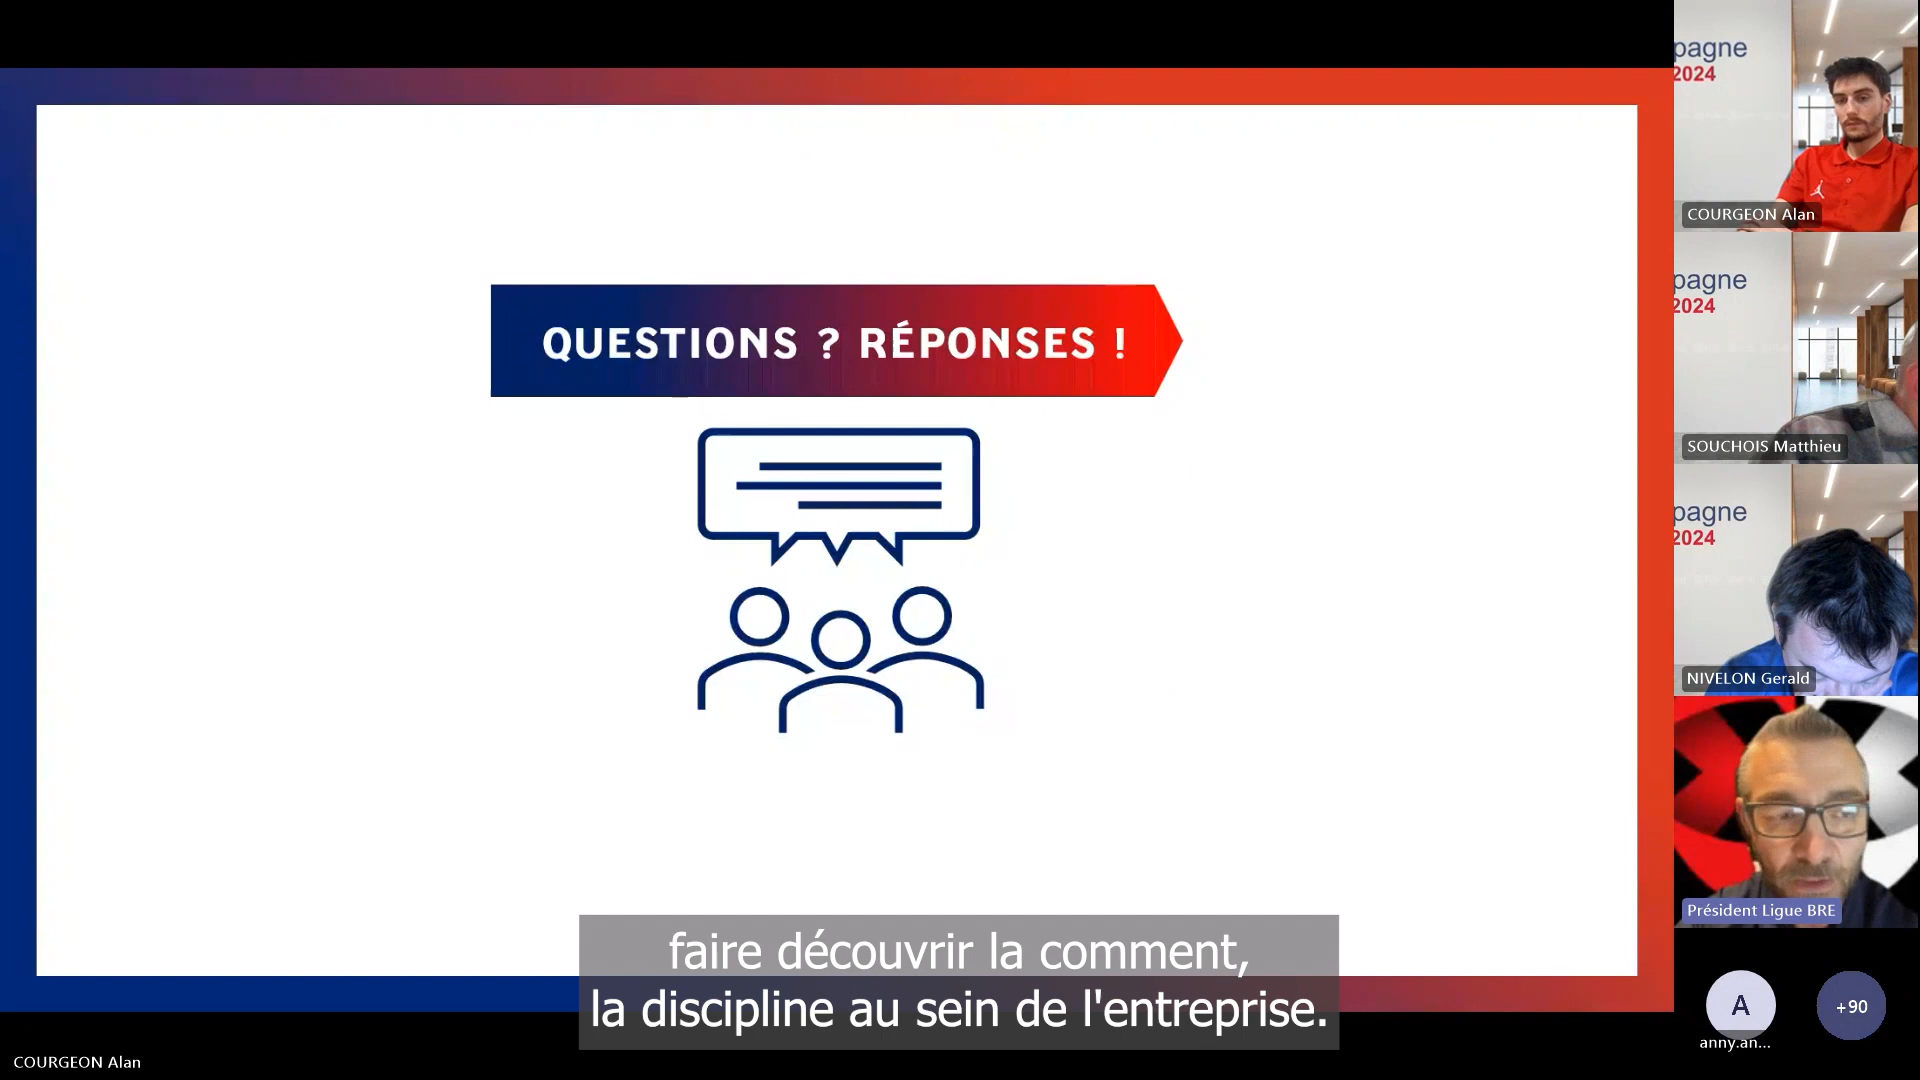 QUESTIONS ? RÉPONSES !
faire découvrir la comment,
la discipline au sein de l'entreprise.
COURGEON Alan
pagne
2024
COURGEON Alan
pagne
2024
SOUCHOIS Matthieu
pagne
2024
NIVELON Gerald
Président Ligue BRE
A
anny.an...
+90